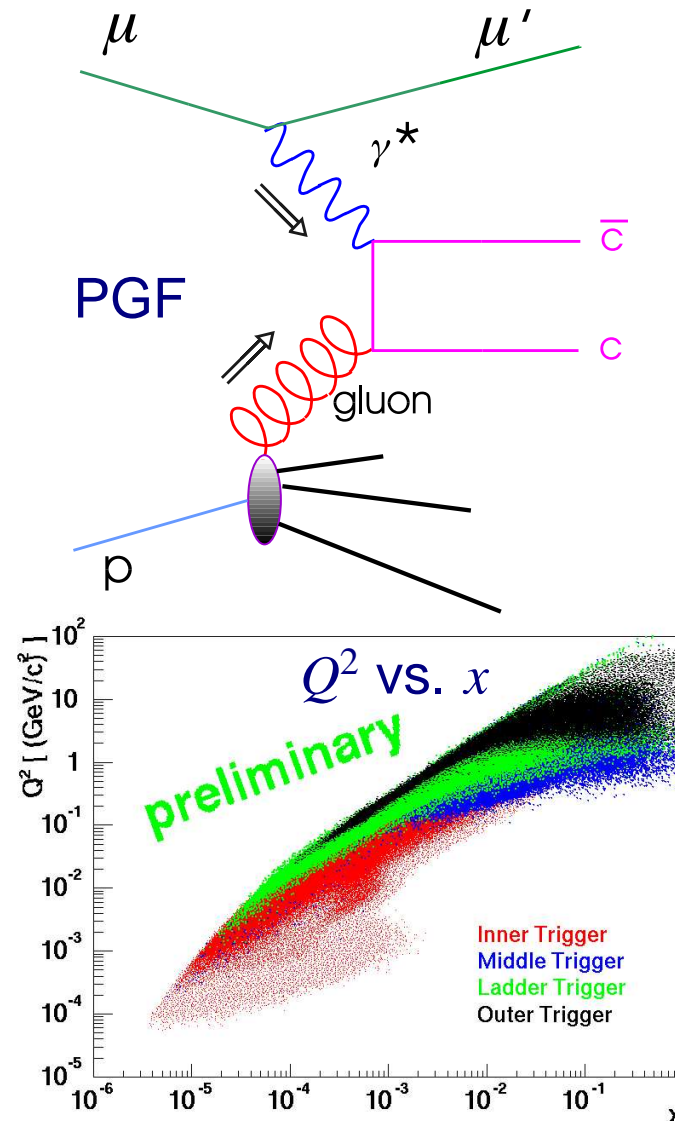 μ μ'
γ*
c̅
PGF
c
gluon
p
Q² vs. x
preliminary
Q² [ (GeV/c)² ]
10²
10
1
10⁻¹
10⁻²
10⁻³
10⁻⁴
10⁻⁵
Inner Trigger
Middle Trigger
Ladder Trigger
Outer Trigger
10⁻⁶ 10⁻⁵ 10⁻⁴ 10⁻³ 10⁻² 10⁻¹